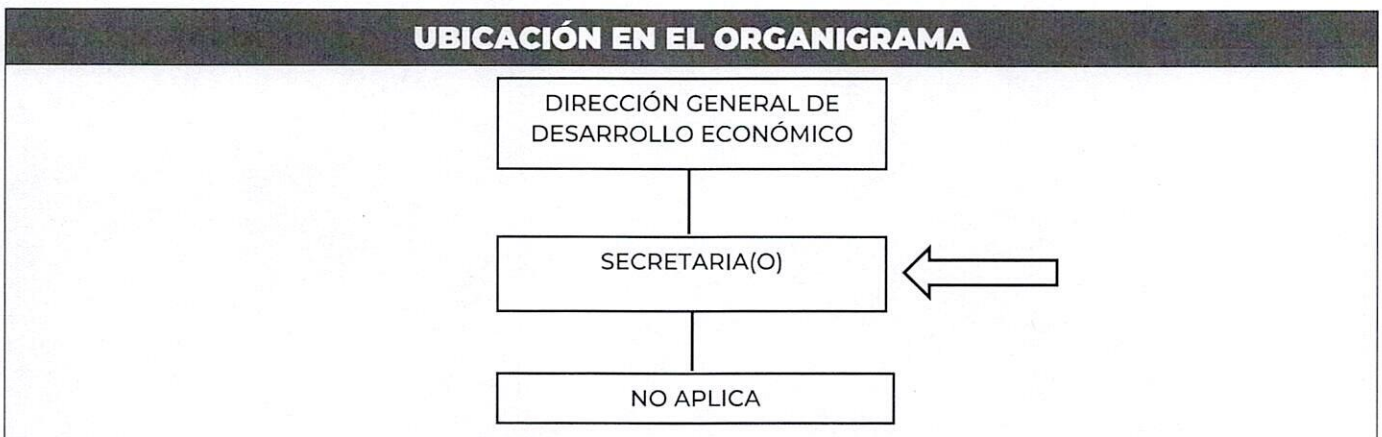 UBICACIÓN EN EL ORGANIGRAMA
DIRECCIÓN GENERAL DE
DESARROLLO ECONÓMICO
SECRETARIA(O)
NO APLICA